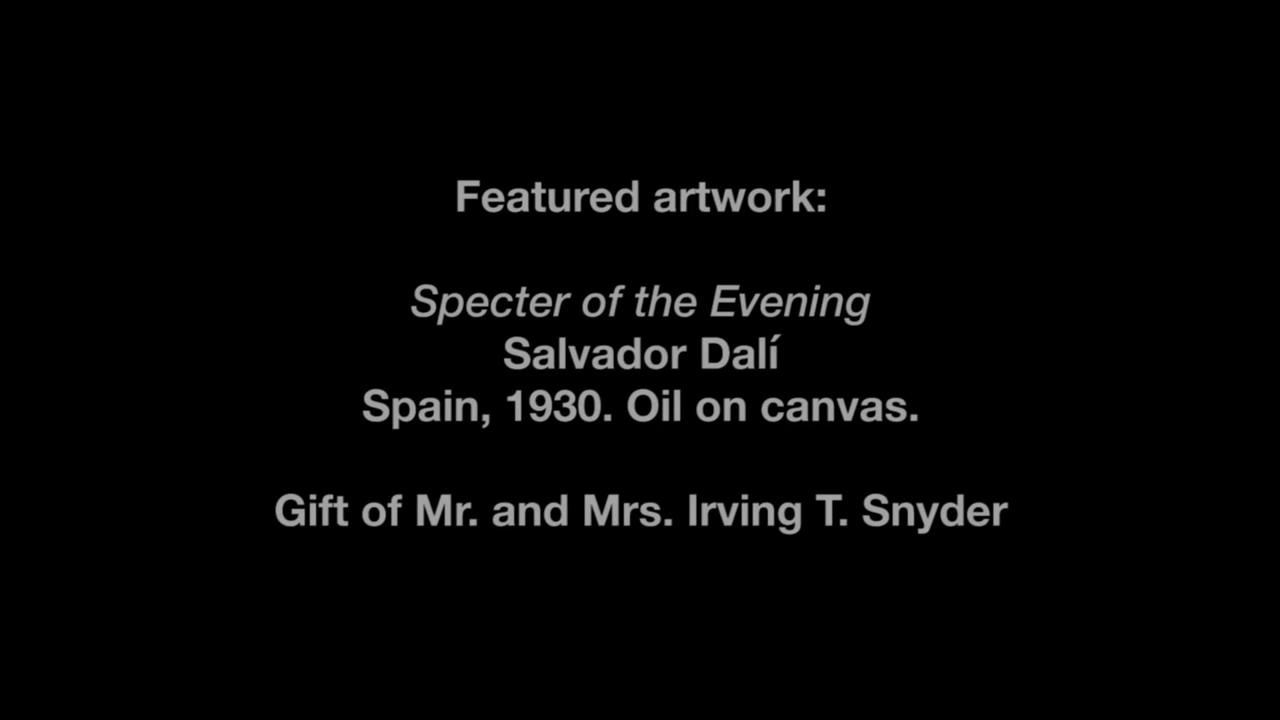 Featured artwork:
Specter of the Evening
Salvador Dalí
Spain, 1930. Oil on canvas.
Gift of Mr. and Mrs. Irving T. Snyder